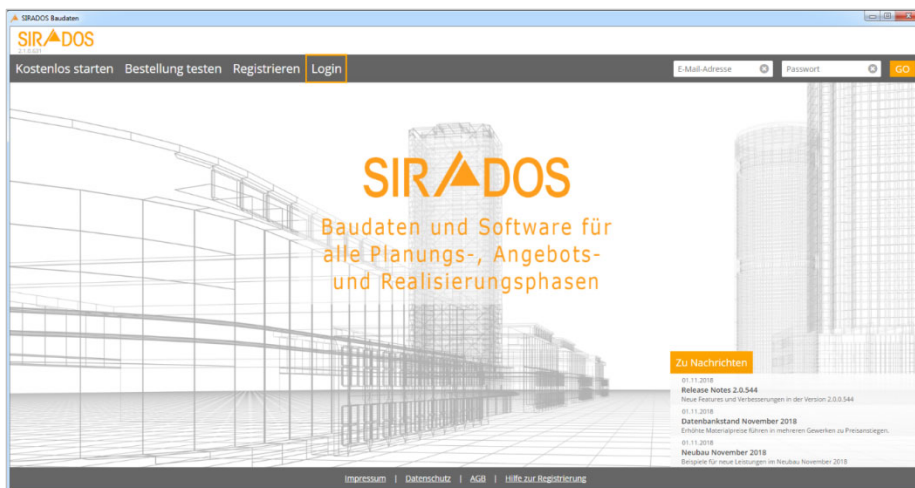 SIRADOS Baudaten
SIRADOS
Kostenlos starten Bestellung testen Registrieren Login E-Mail-Adresse Passwort GO
SIRADOS
Baudaten und Software für
alle Planungs-, Angebots-
und Realisierungsphasen
Zu Nachrichten
01.11.2018
Release Notes 2.0.544
Neue Features und Verbesserungen in der Version 2.0.0.544
01.11.2018
Datenbankstand November 2018
Erhöhte Materialpreise führen in mehreren Gewerken zu Preisanstiegen.
01.11.2018
Neubau November 2018
Beispiele für neue Leistungen im Neubau November 2018
Impressum | Datenschutz | AGB | Hilfe zur Registrierung